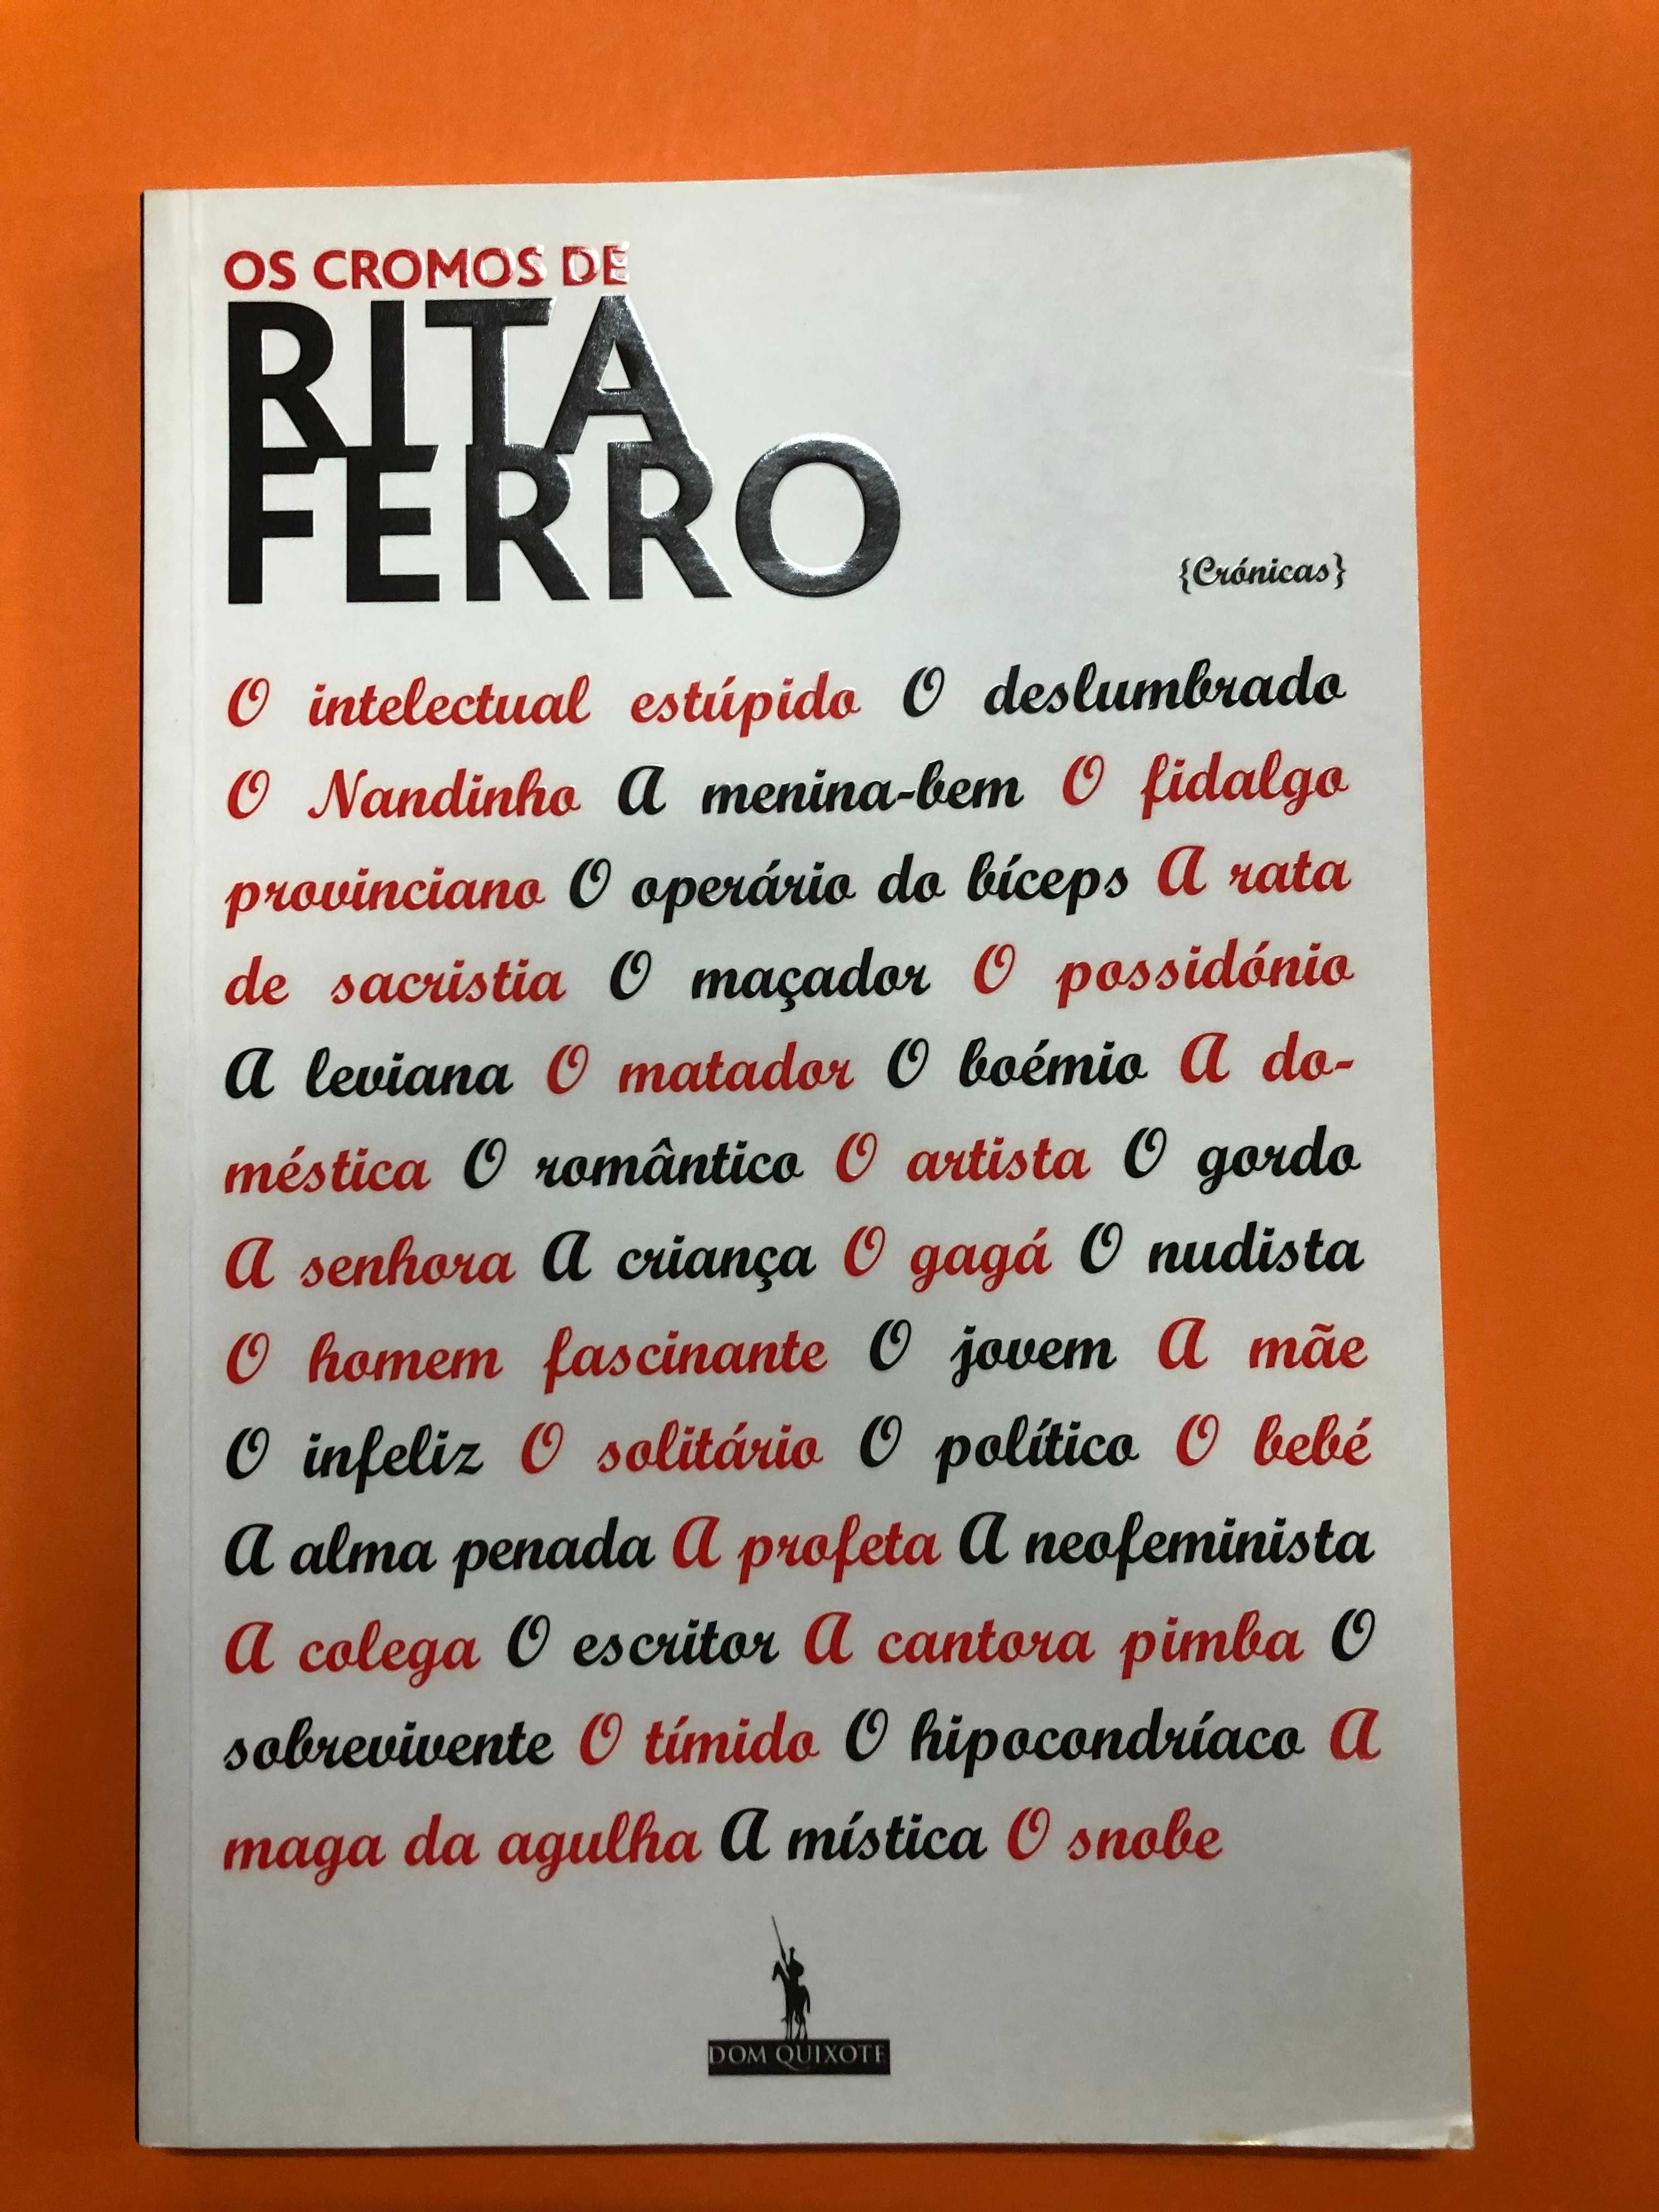 OS CROMOS DE
RITA
FERRO
{Crónicas}
O intelectual estúpido O deslumbrado
O Nandinho A menina-bem O fidalgo
provinciano O operário do bíceps A rata
de sacristia O maçador O possidónio
A leviana O matador O boémio A do-
méstica O romântico O artista O gordo
A senhora A criança O gagá O nudista
O homem fascinante O jovem A mãe
O infeliz O solitário O político O bebé
A alma penada A profeta A neofeminista
A colega O escritor A cantora pimba O
sobrevivente O tímido O hipocondríaco A
maga da agulha A mística O snobe
DOM QUIXOTE